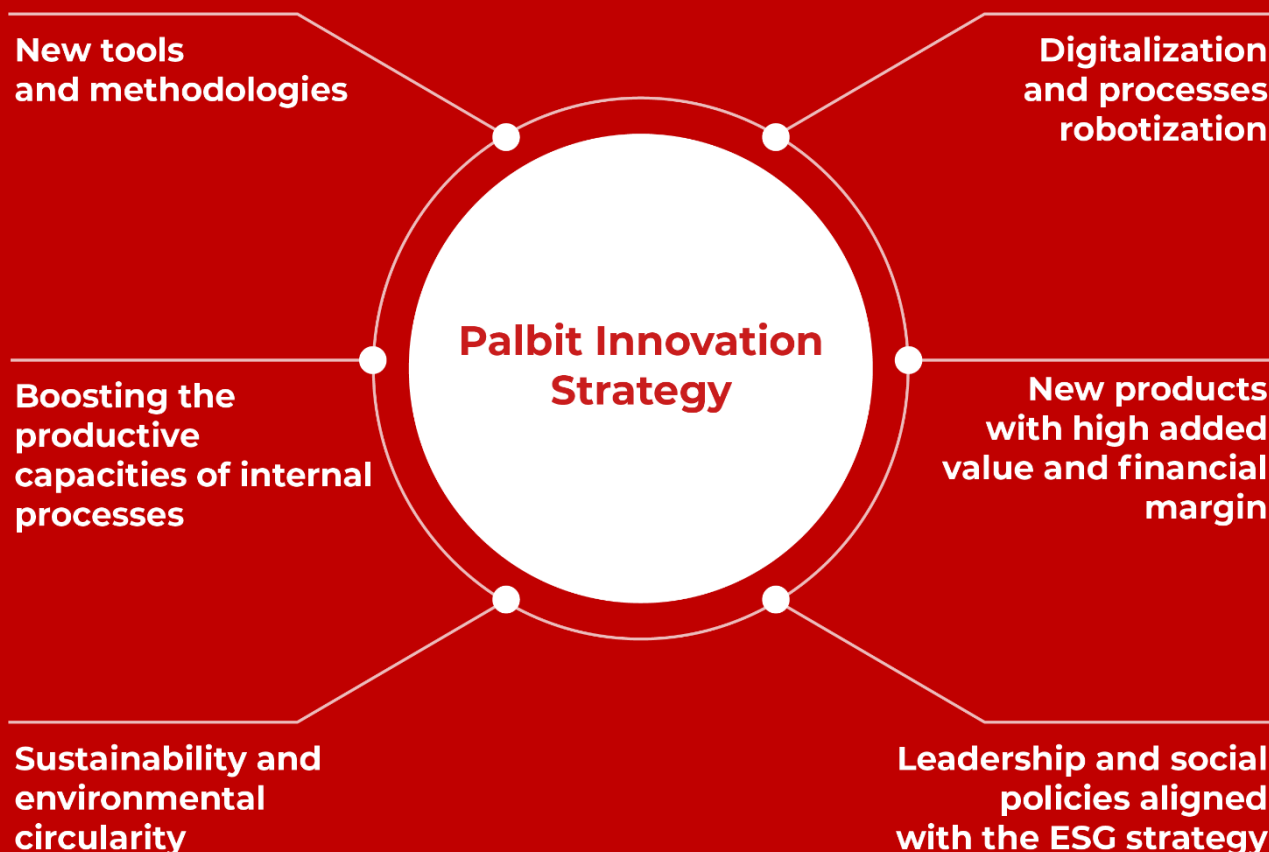 New tools
and methodologies
Digitalization
and processes
robotization
Palbit Innovation
Strategy
Boosting the
productive
capacities of internal
processes
New products
with high added
value and financial
margin
Sustainability and
environmental
circularity
Leadership and social
policies aligned
with the ESG strategy